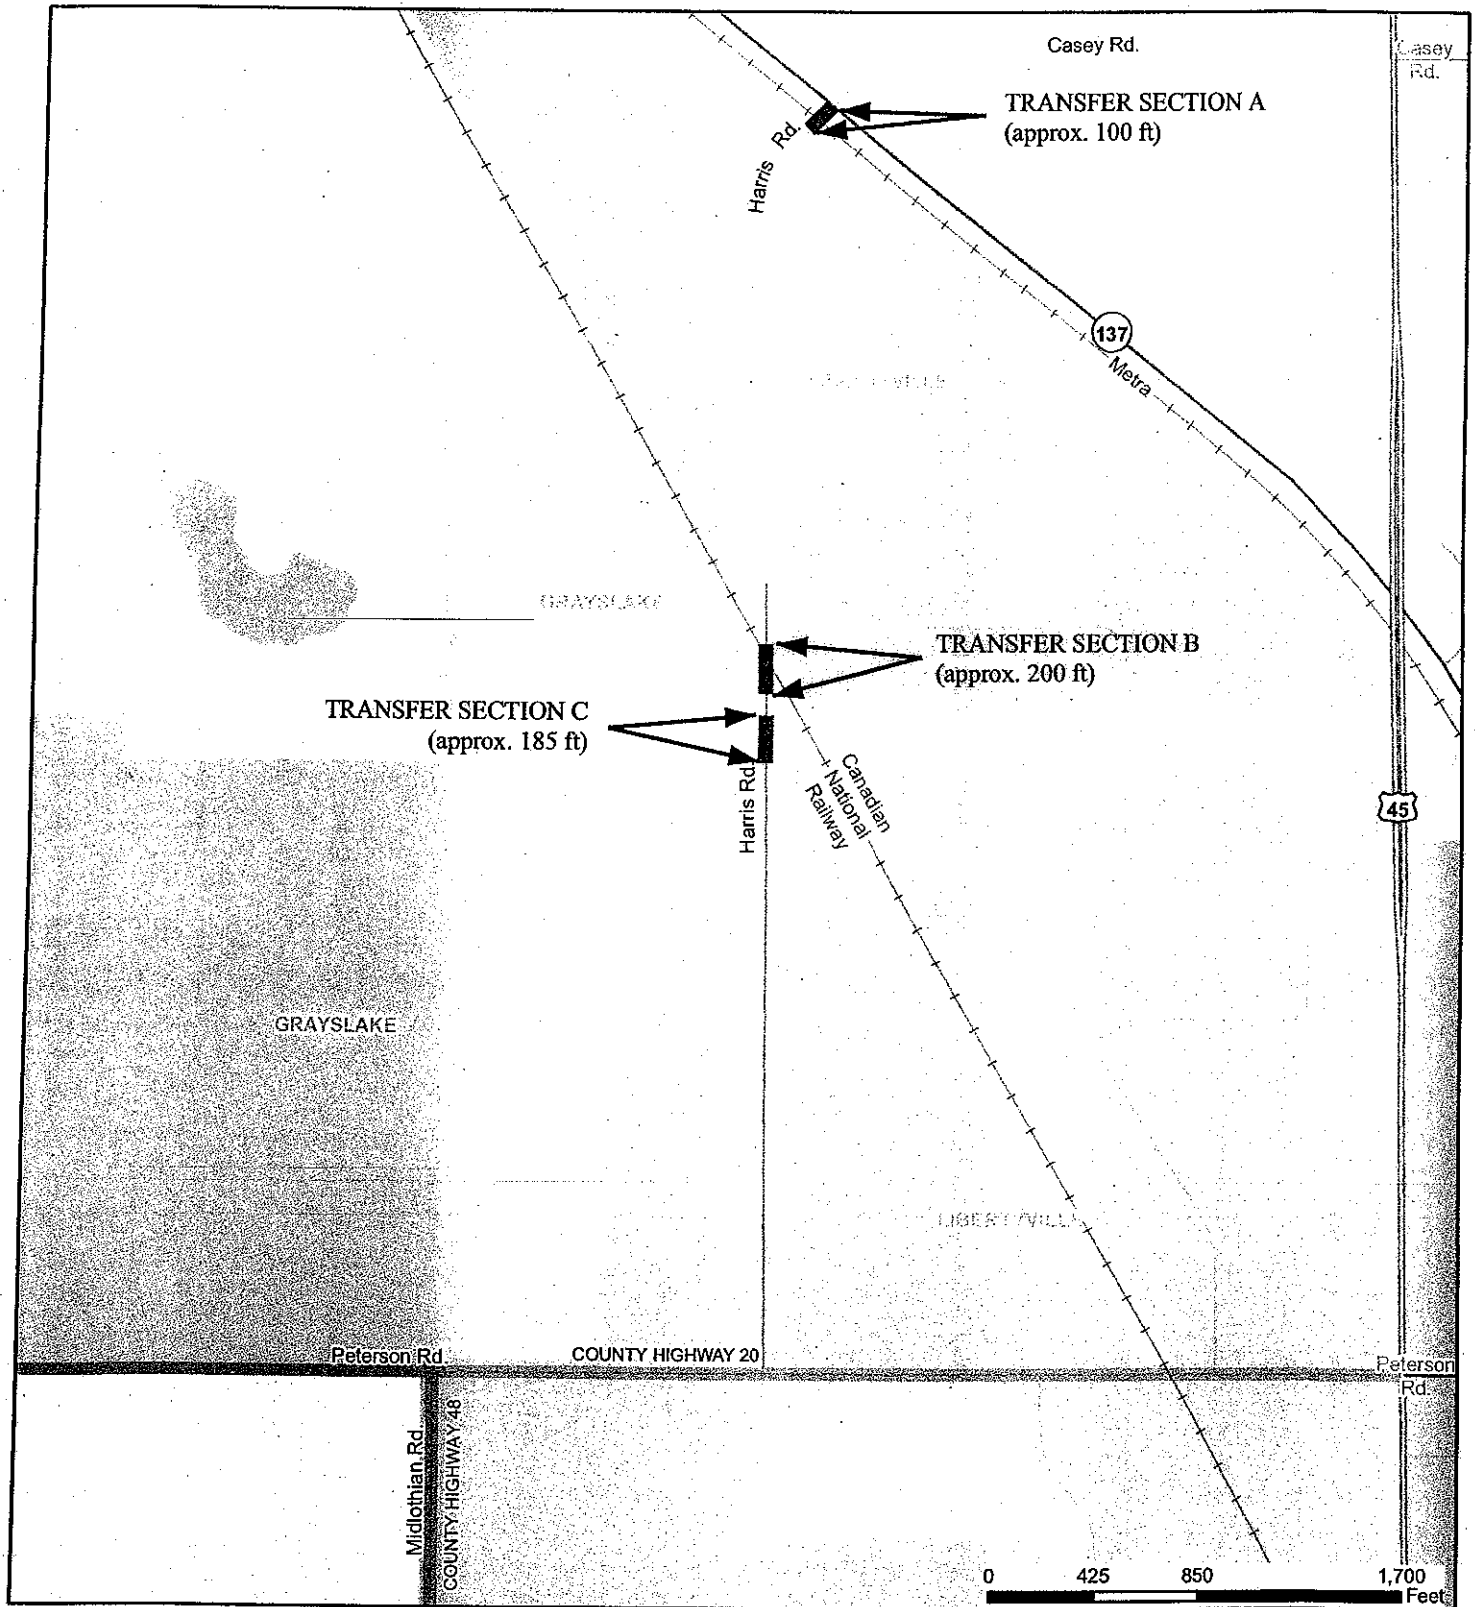 Casey Rd.
Casey
Rd.
TRANSFER SECTION A
(approx. 100 ft)
Harris Rd.
137
Metra
GRAYSLAKE
TRANSFER SECTION B
(approx. 200 ft)
TRANSFER SECTION C
(approx. 185 ft)
Harris Rd.
Canadian
National
Railway
45
GRAYSLAKE
LIBERTYVILLE
Peterson Rd.
COUNTY HIGHWAY 20
Peterson
Rd.
Midlothian Rd.
COUNTY HIGHWAY 48
0 425 850 1,700
Feet